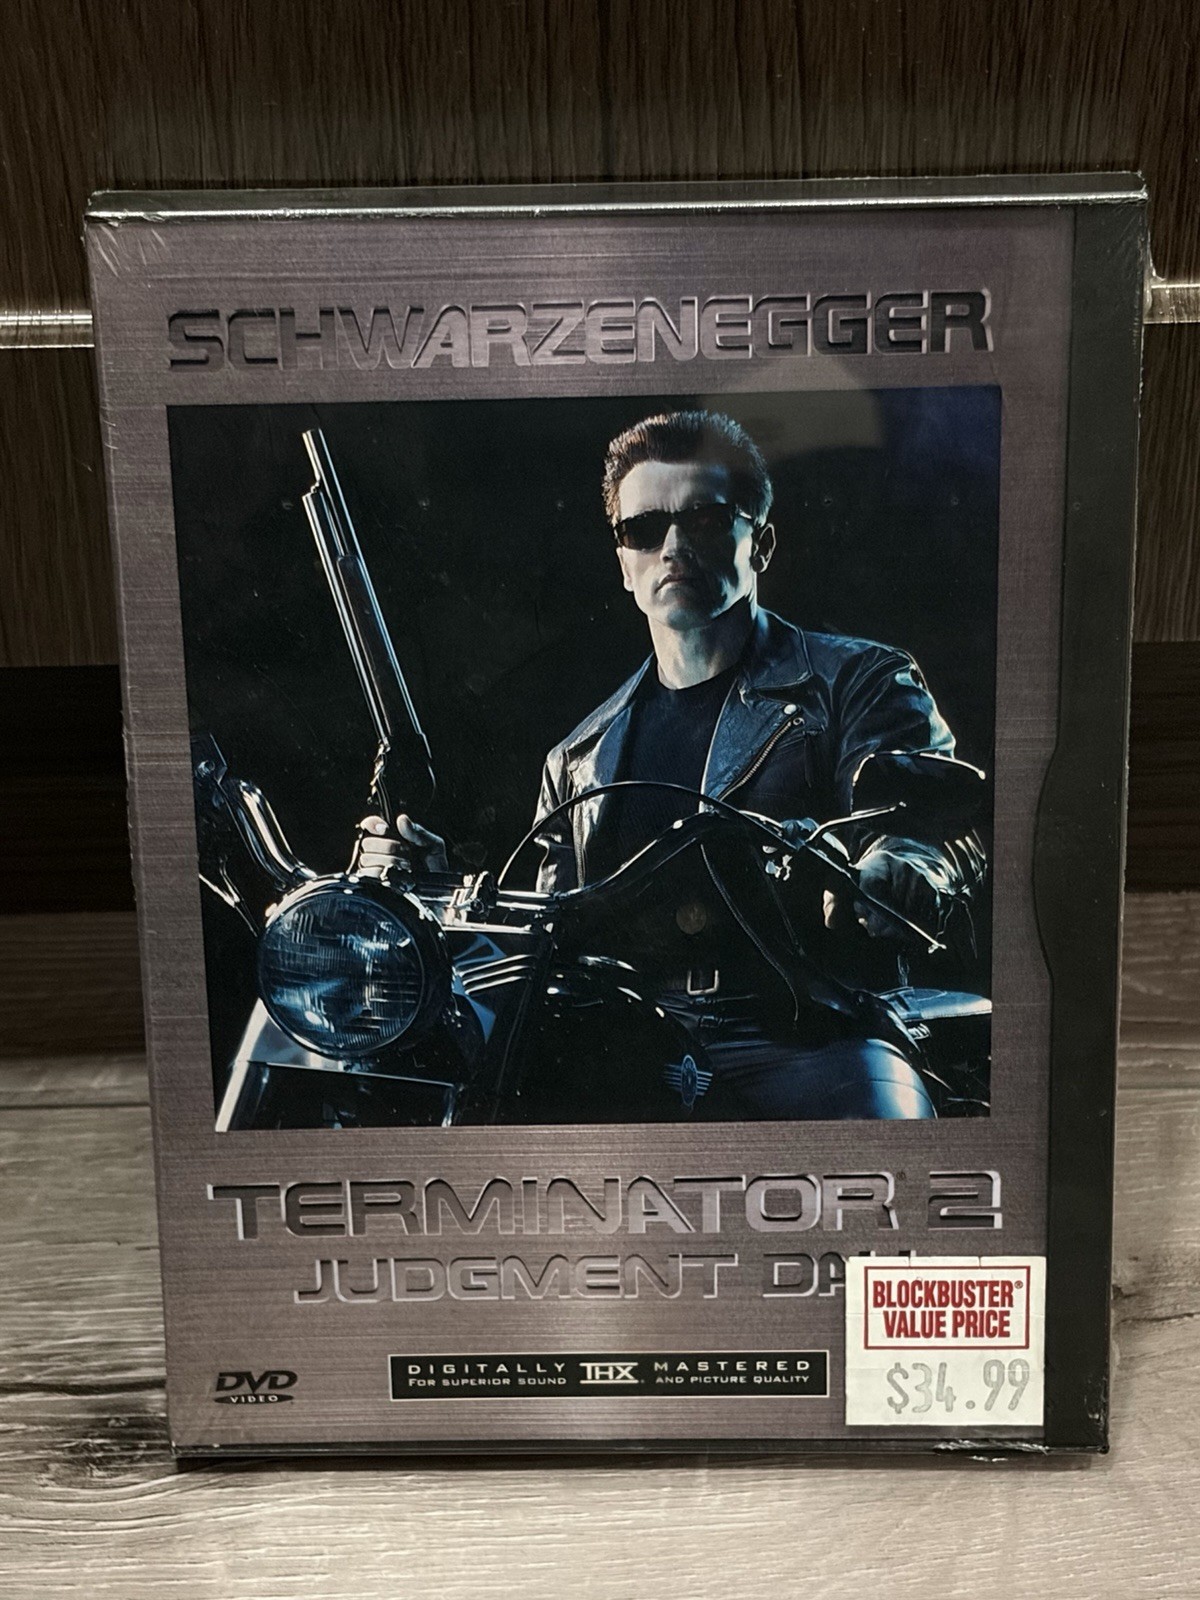 SCHWARZENEGGER
TERMINATOR® 2
JUDGMENT
DVD
VIDEO
DIGITALLY THX MASTERED
FOR SUPERIOR SOUND AND PICTURE QUALITY
BLOCKBUSTER®
VALUE PRICE
$34.99